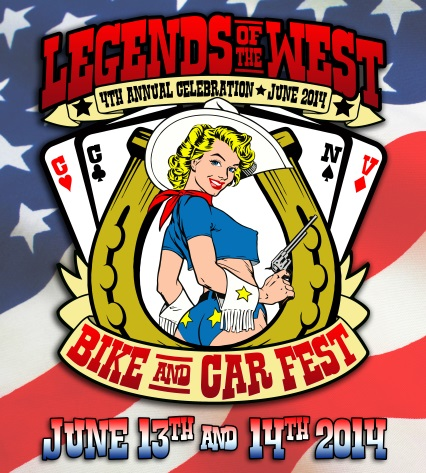 LEGENDS OF THE WEST
4TH ANNUAL CELEBRATION ★ JUNE 2014
C C N V
BIKE AND CAR FEST
JUNE 13TH AND 14TH 2014